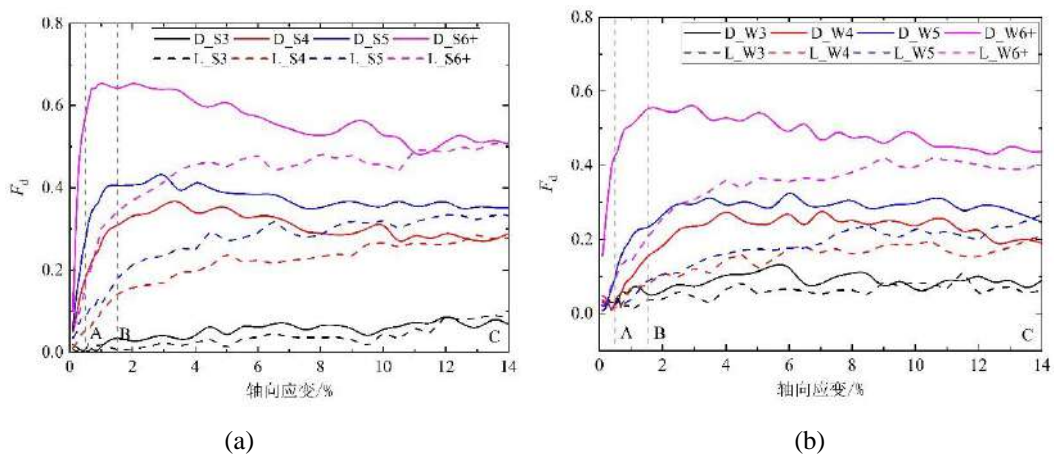 0.8
D_S3 D_S4 D_S5 D_S6+
L_S3 L_S4 L_S5 L_S6+
0.6
0.4
0.2
0.0
F_d
A B C
0 2 4 6 8 10 12 14
轴向应变/%
(a)
0.8
D_W3 D_W4 D_W5 D_W6+
L_W3 L_W4 L_W5 L_W6+
0.6
0.4
0.2
0.0
F_d
A B C
0 2 4 6 8 10 12 14
轴向应变/%
(b)